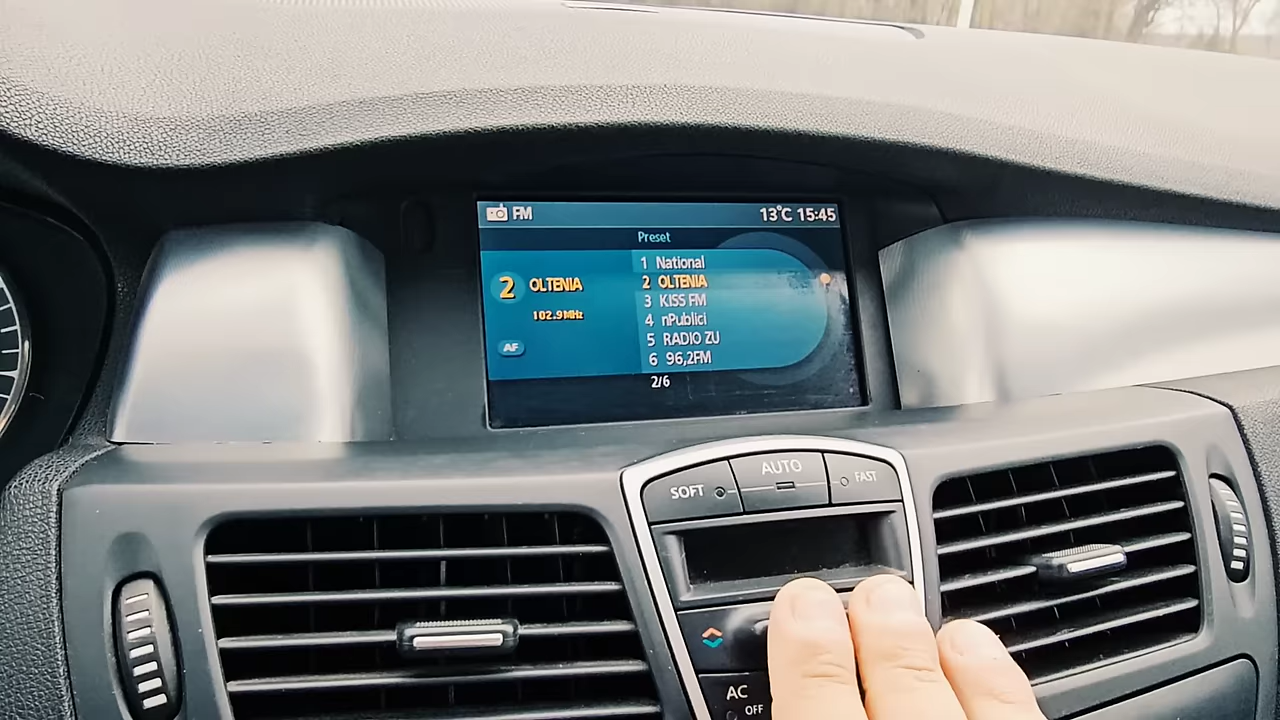 FM 13°C 15:45
Preset
1 National
2 OLTENIA
3 KISS FM
4 nPublici
5 RADIO ZU
6 96,2FM
2/6
2 OLTENIA
102.9MHz
AF
SOFT AUTO FAST
AC
OFF